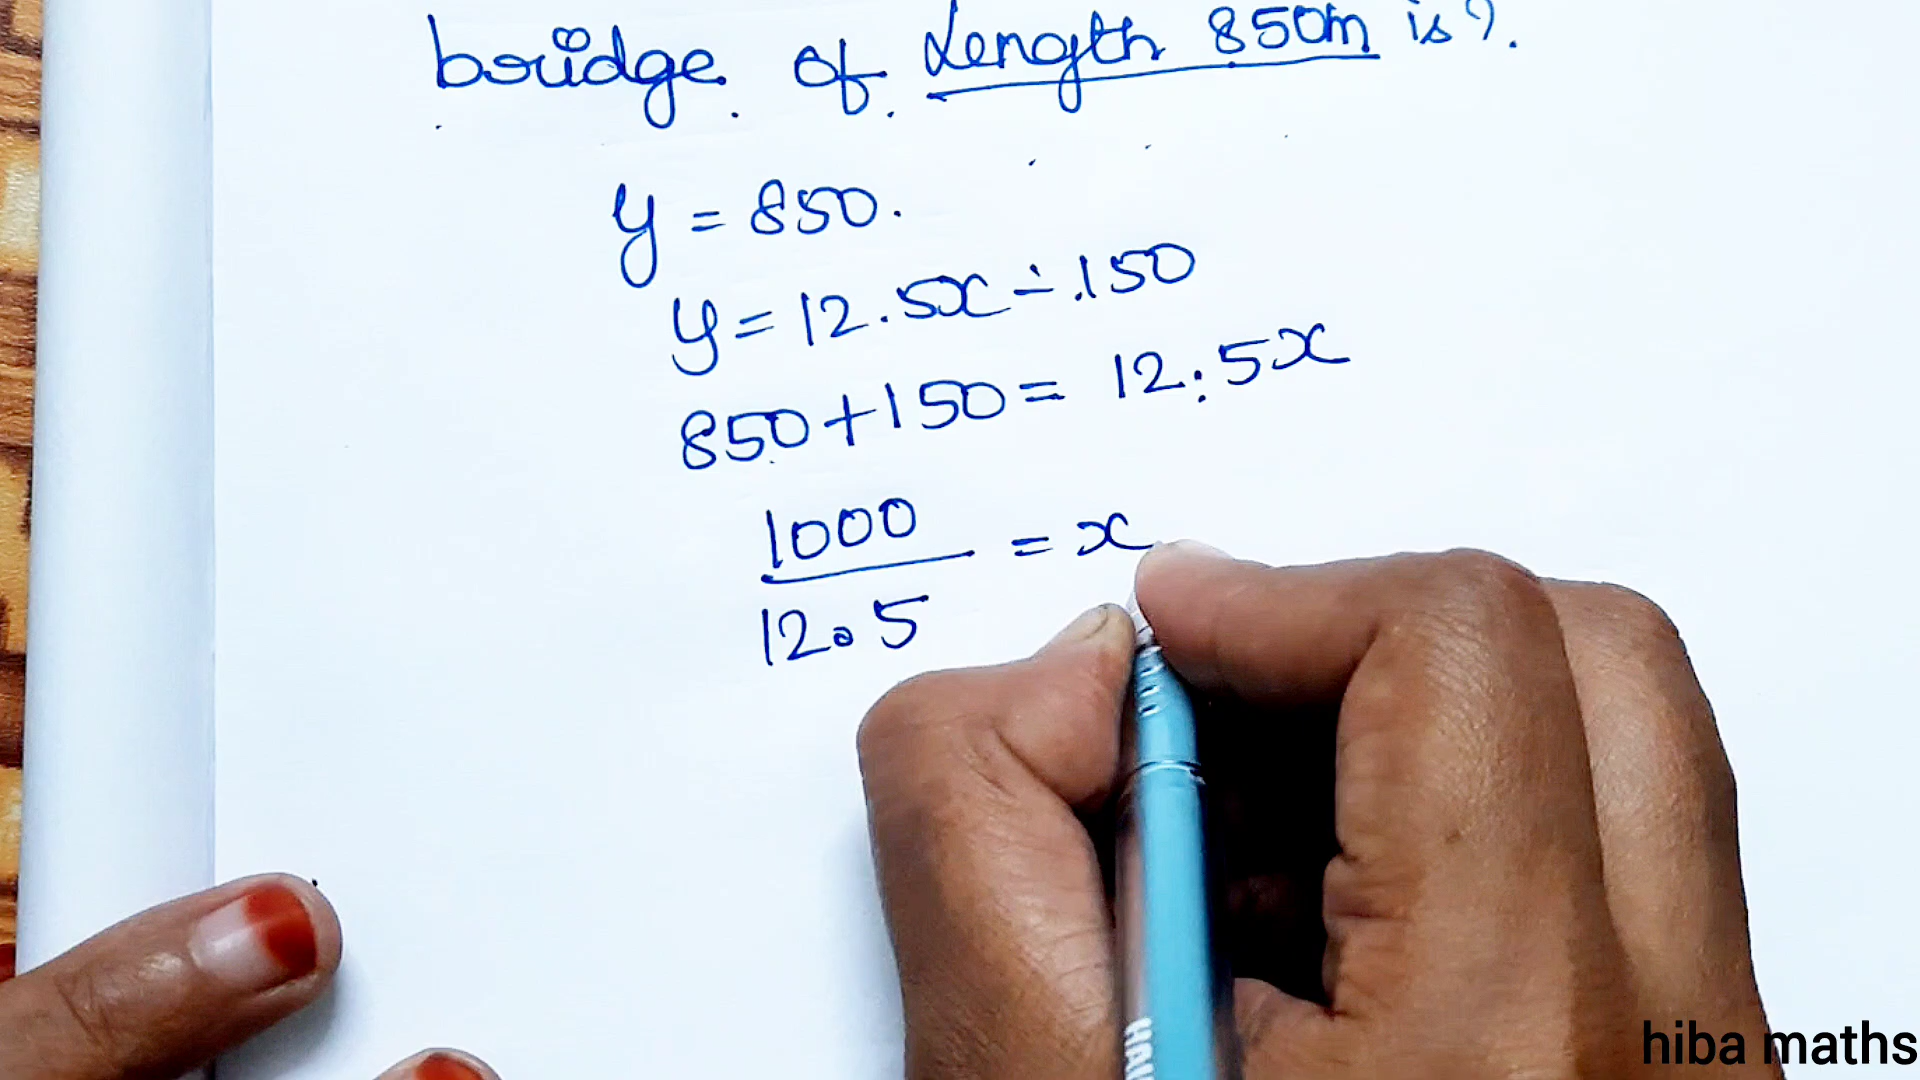 bridge of Length 850m is?.
y = 850.
y = 12.5x - 150
850 + 150 = 12.5x
1000
/ 12.5 = x
hiba maths